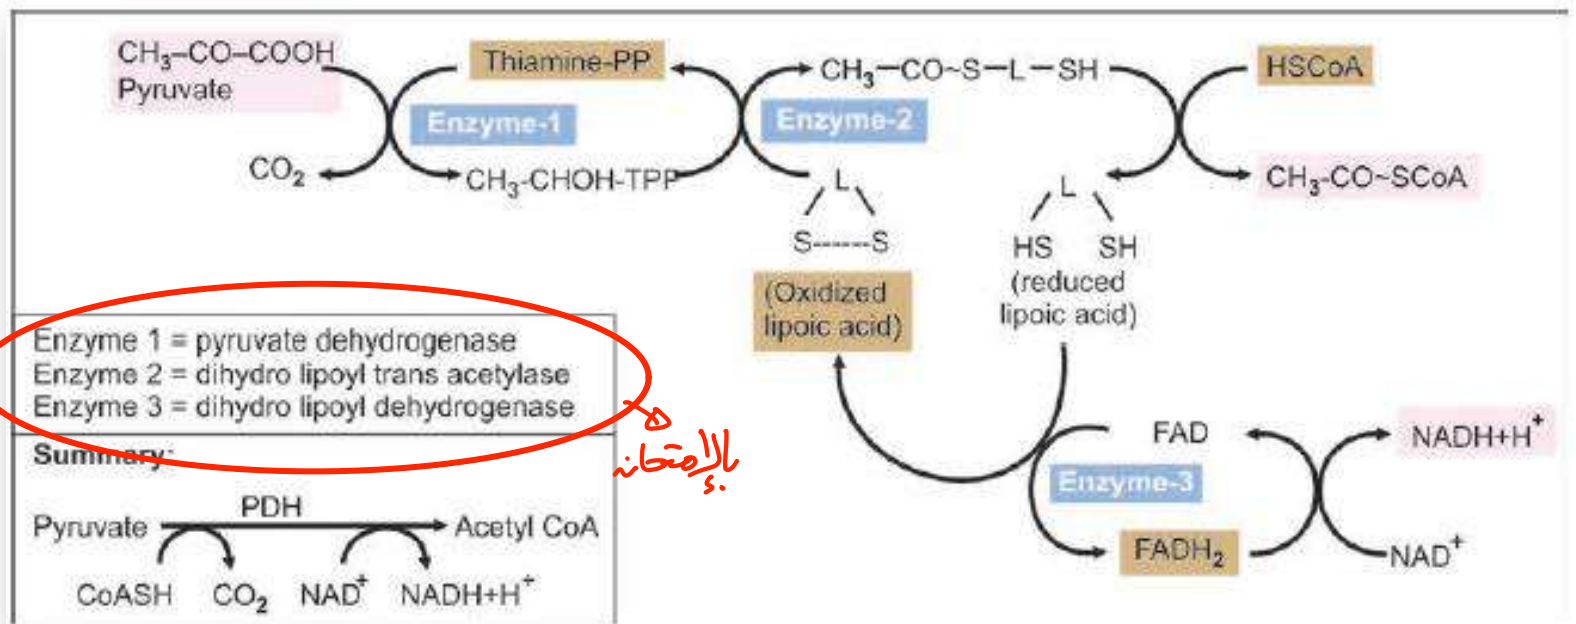 CH₃–CO–COOH
Pyruvate
Thiamine-PP
CH₃–CO~S–L–SH
HSCoA
Enzyme-1
Enzyme-2
CO₂
CH₃-CHOH-TPP
L
S------S
(Oxidized
lipoic acid)
L
HS SH
(reduced
lipoic acid)
CH₃-CO~SCoA
Enzyme 1 = pyruvate dehydrogenase
Enzyme 2 = dihydro lipoyl trans acetylase
Enzyme 3 = dihydro lipoyl dehydrogenase
بالامتحان
FAD
NADH+H⁺
Enzyme-3
FADH₂
NAD⁺
Summary:
PDH
Pyruvate Acetyl CoA
CoASH CO₂ NAD⁺ NADH+H⁺